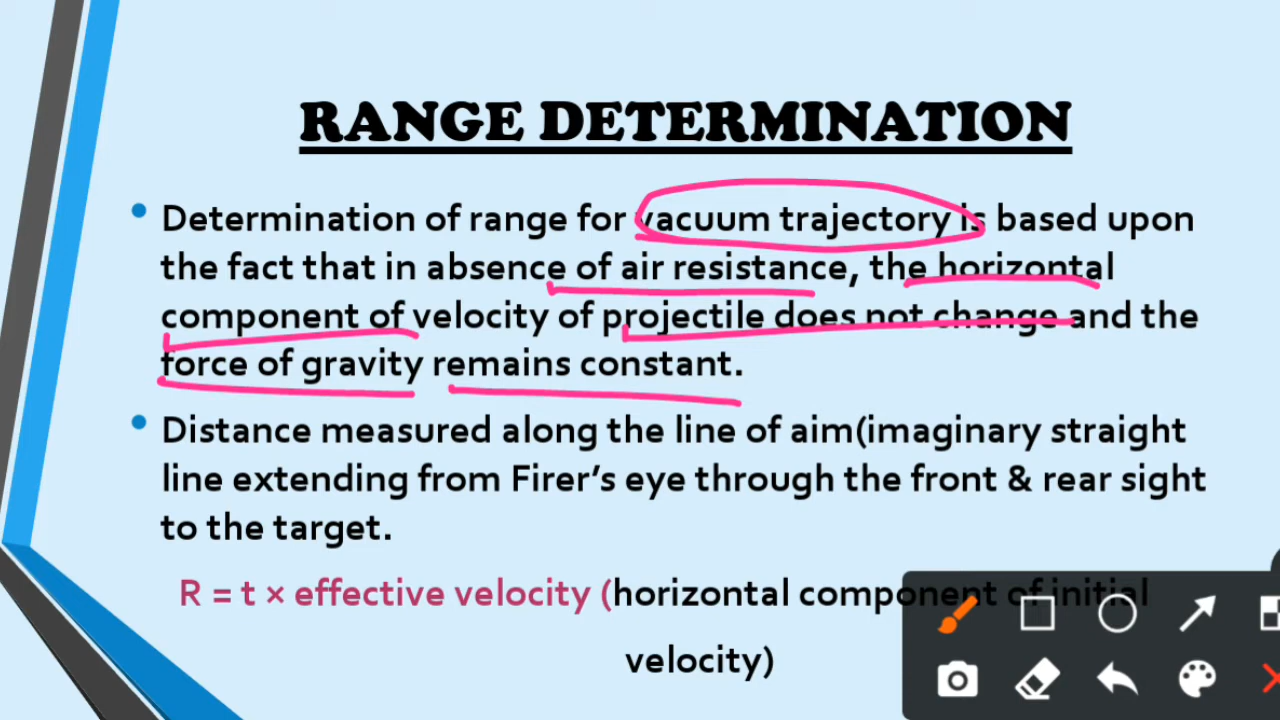 RANGE DETERMINATION
• Determination of range for vacuum trajectory is based upon
the fact that in absence of air resistance, the horizontal
component of velocity of projectile does not change and the
force of gravity remains constant.
• Distance measured along the line of aim(imaginary straight
line extending from Firer’s eye through the front & rear sight
to the target.
R = t × effective velocity (horizontal component of initial
velocity)